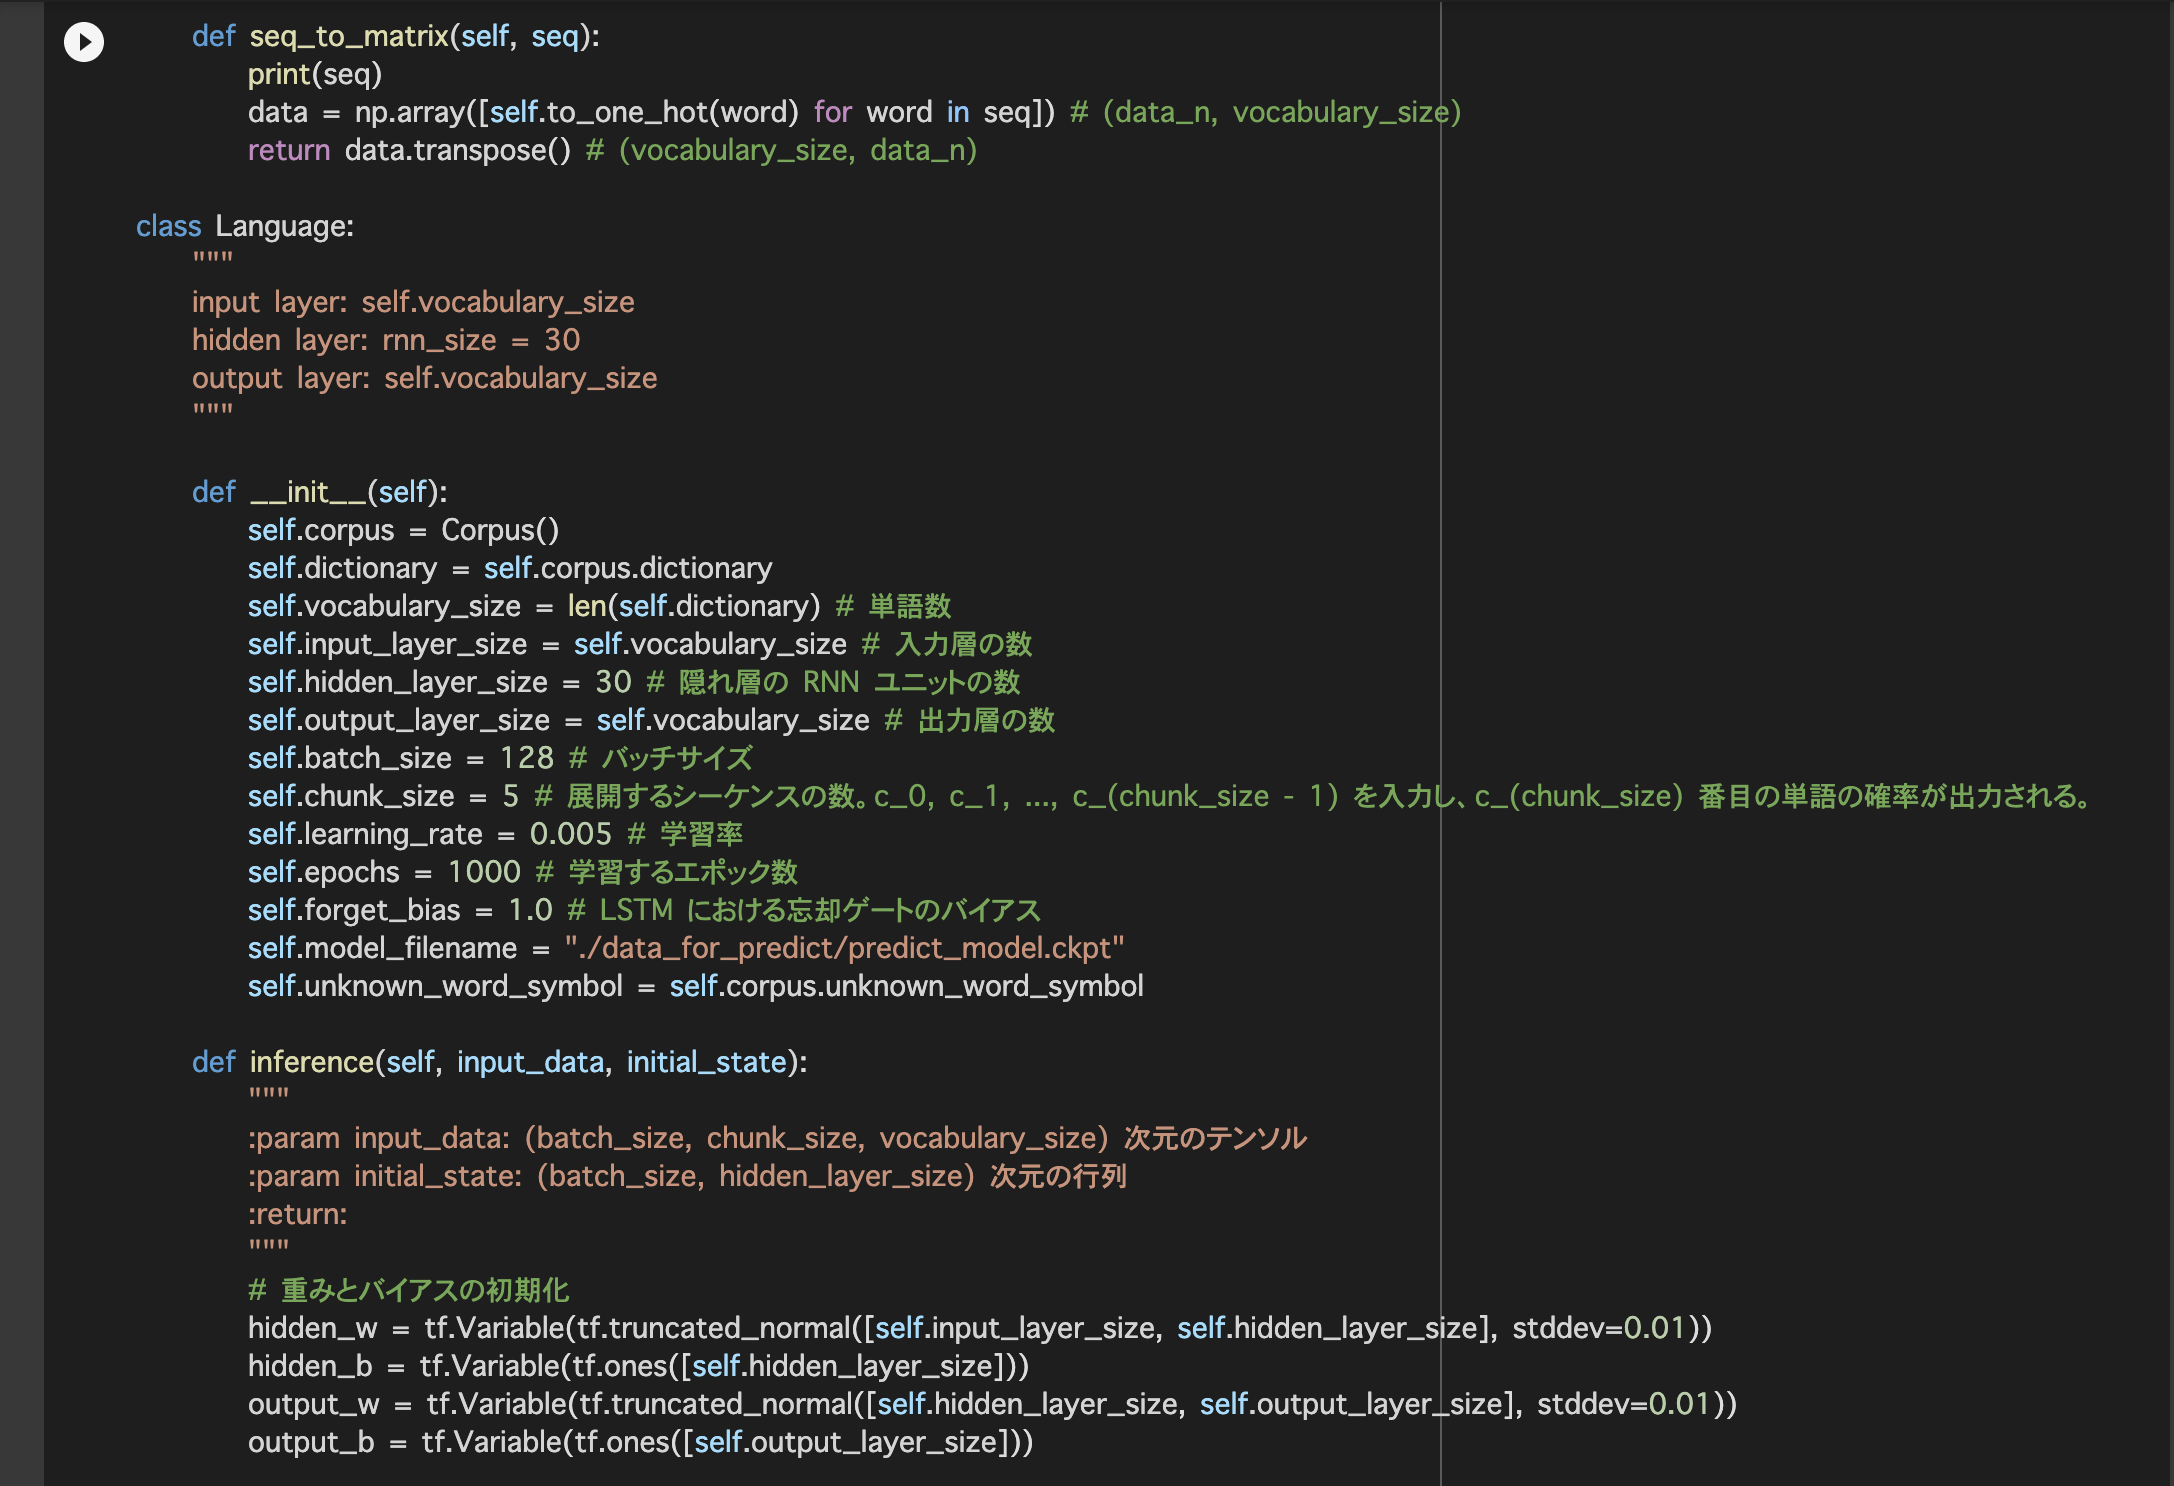 def seq_to_matrix(self, seq):
print(seq)
data = np.array([self.to_one_hot(word) for word in seq]) # (data_n, vocabulary_size)
return data.transpose() # (vocabulary_size, data_n)
class Language:
"""
input layer: self.vocabulary_size
hidden layer: rnn_size = 30
output layer: self.vocabulary_size
"""
def __init__(self):
self.corpus = Corpus()
self.dictionary = self.corpus.dictionary
self.vocabulary_size = len(self.dictionary) # 単語数
self.input_layer_size = self.vocabulary_size # 入力層の数
self.hidden_layer_size = 30 # 隠れ層の RNN ユニットの数
self.output_layer_size = self.vocabulary_size # 出力層の数
self.batch_size = 128 # バッチサイズ
self.chunk_size = 5 # 展開するシーケンスの数。c_0, c_1, ..., c_(chunk_size - 1) を入力し、c_(chunk_size) 番目の単語の確率が出力される。
self.learning_rate = 0.005 # 学習率
self.epochs = 1000 # 学習するエポック数
self.forget_bias = 1.0 # LSTM における忘却ゲートのバイアス
self.model_filename = "./data_for_predict/predict_model.ckpt"
self.unknown_word_symbol = self.corpus.unknown_word_symbol
def inference(self, input_data, initial_state):
"""
:param input_data: (batch_size, chunk_size, vocabulary_size) 次元のテンソル
:param initial_state: (batch_size, hidden_layer_size) 次元の行列
:return:
"""
# 重みとバイアスの初期化
hidden_w = tf.Variable(tf.truncated_normal([self.input_layer_size, self.hidden_layer_size], stddev=0.01))
hidden_b = tf.Variable(tf.ones([self.hidden_layer_size]))
output_w = tf.Variable(tf.truncated_normal([self.hidden_layer_size, self.output_layer_size], stddev=0.01))
output_b = tf.Variable(tf.ones([self.output_layer_size]))